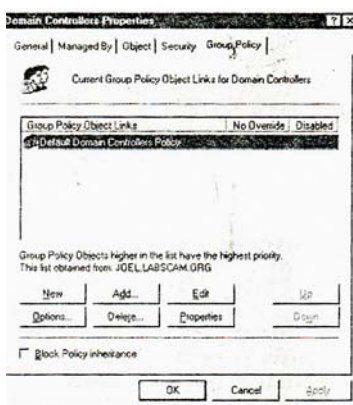 Domain Controllers Properties
General Managed By Object Security Group Policy
Current Group Policy Object Links for Domain Controllers
Group Policy Object Links No Override Disabled
Default Domain Controllers Policy
Group Policy Objects higher in the list have the highest priority.
This list obtained from: JOEL.LABSCAM.ORG
New Add... Edit Up
Options... Delete... Properties Down
Block Policy inheritance
OK Cancel Apply